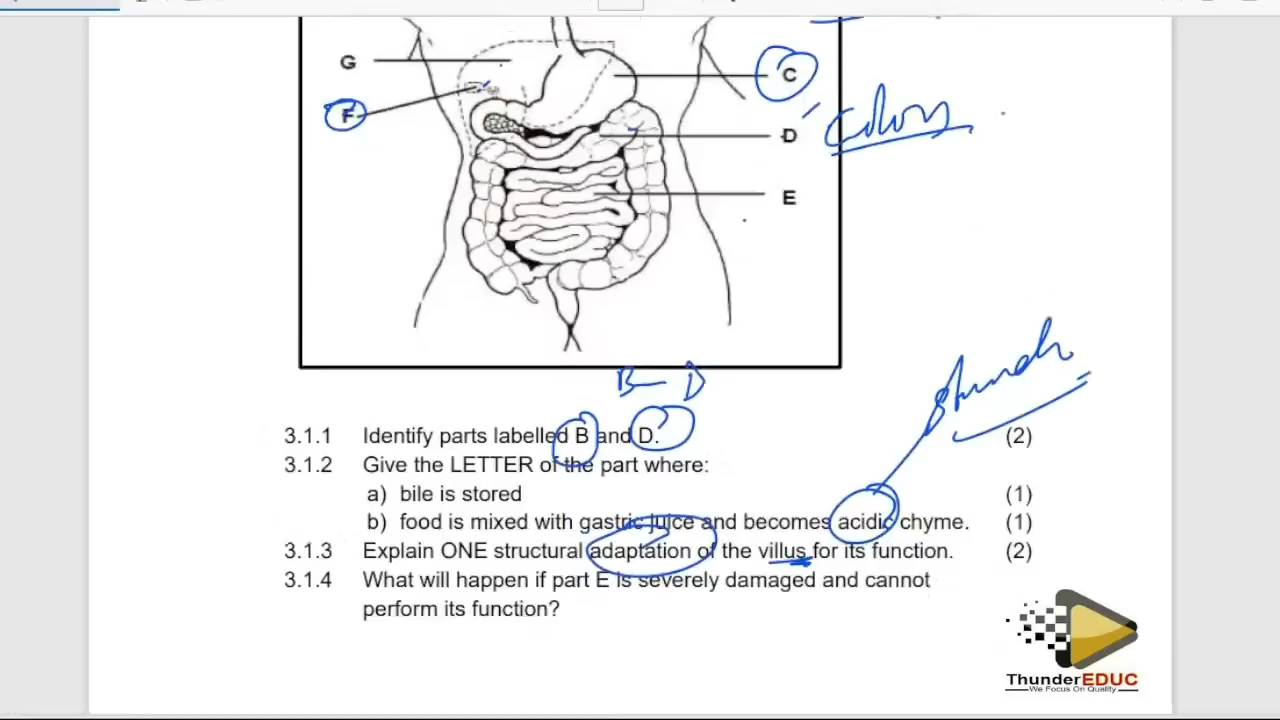 G
C
F
D
Colon
E
B D
3.1.1 Identify parts labelled B and D. (2)
3.1.2 Give the LETTER of the part where:
a) bile is stored (1)
b) food is mixed with gastric juice and becomes acidic chyme. (1)
3.1.3 Explain ONE structural adaptation of the villus for its function. (2)
3.1.4 What will happen if part E is severely damaged and cannot
perform its function?
ThunderEDUC
We Focus On Quality